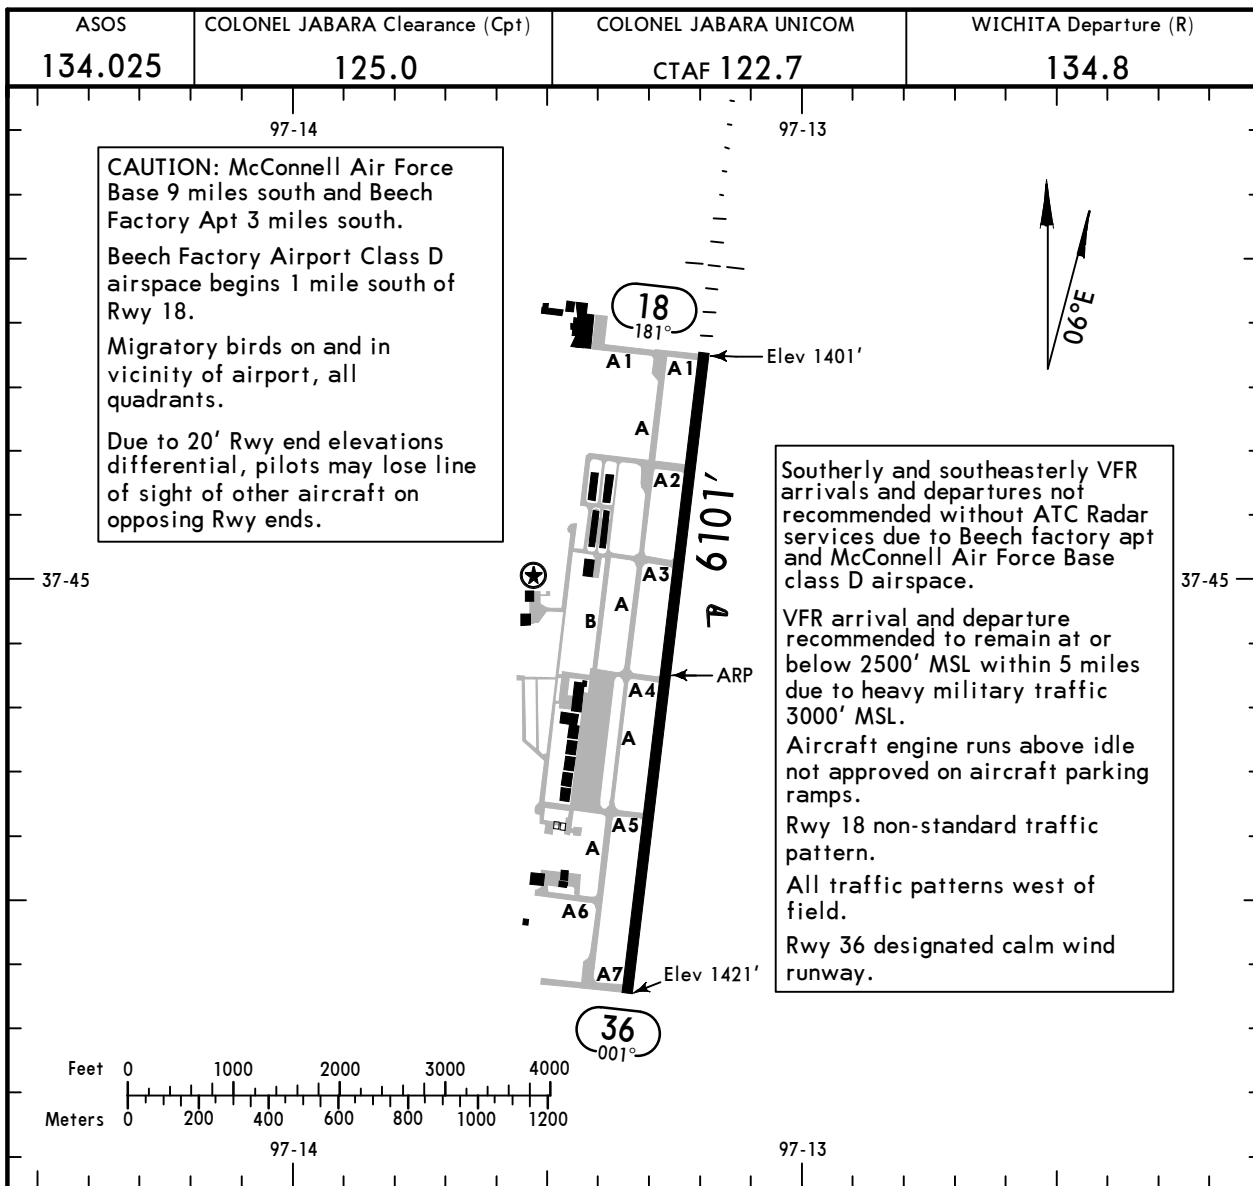 ASOS
134.025
COLONEL JABARA Clearance (Cpt)
125.0
COLONEL JABARA UNICOM
CTAF 122.7
WICHITA Departure (R)
134.8
97-14
97-13
CAUTION: McConnell Air Force
Base 9 miles south and Beech
Factory Apt 3 miles south.
Beech Factory Airport Class D
airspace begins 1 mile south of
Rwy 18.
Migratory birds on and in
vicinity of airport, all
quadrants.
Due to 20' Rwy end elevations
differential, pilots may lose line
of sight of other aircraft on
opposing Rwy ends.
06°E
18
181°
Elev 1401'
A1
A1
A
A2
6101'
A3
37-45
37-45
A
B
ARP
A4
A
A5
A
A6
A7
Elev 1421'
36
001°
Southerly and southeasterly VFR
arrivals and departures not
recommended without ATC Radar
services due to Beech factory apt
and McConnell Air Force Base
class D airspace.
VFR arrival and departure
recommended to remain at or
below 2500' MSL within 5 miles
due to heavy military traffic
3000' MSL.
Aircraft engine runs above idle
not approved on aircraft parking
ramps.
Rwy 18 non-standard traffic
pattern.
All traffic patterns west of
field.
Rwy 36 designated calm wind
runway.
Feet 0 1000 2000 3000 4000
Meters 0 200 400 600 800 1000 1200
97-14
97-13